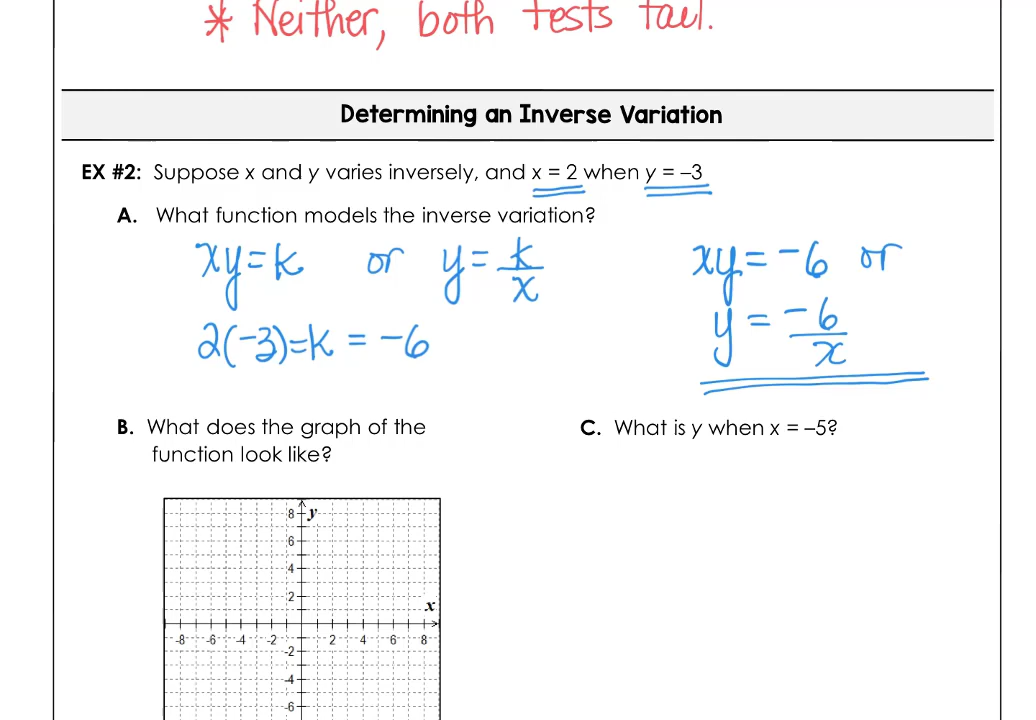 * Neither, both tests fail.
Determining an Inverse Variation
EX #2: Suppose x and y varies inversely, and x = 2 when y = –3
A. What function models the inverse variation?
xy = k or y = k/x
xy = -6 or
2(-3) = k = -6
y = -6/x
B. What does the graph of the
function look like?
C. What is y when x = –5?
8 y
6
4
2
x
-8 -6 -4 -2 2 4 6 8
-2
-4
-6